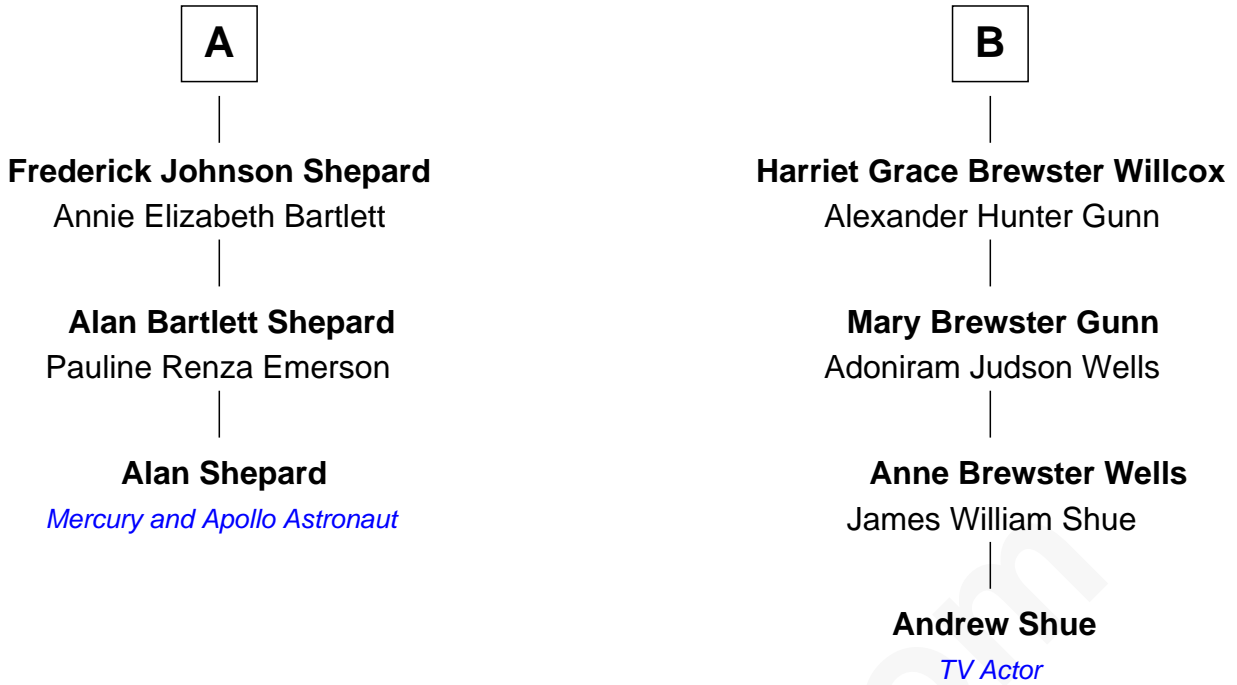 A
Frederick Johnson Shepard
Annie Elizabeth Bartlett
Alan Bartlett Shepard
Pauline Renza Emerson
Alan Shepard
Mercury and Apollo Astronaut
B
Harriet Grace Brewster Willcox
Alexander Hunter Gunn
Mary Brewster Gunn
Adoniram Judson Wells
Anne Brewster Wells
James William Shue
Andrew Shue
TV Actor